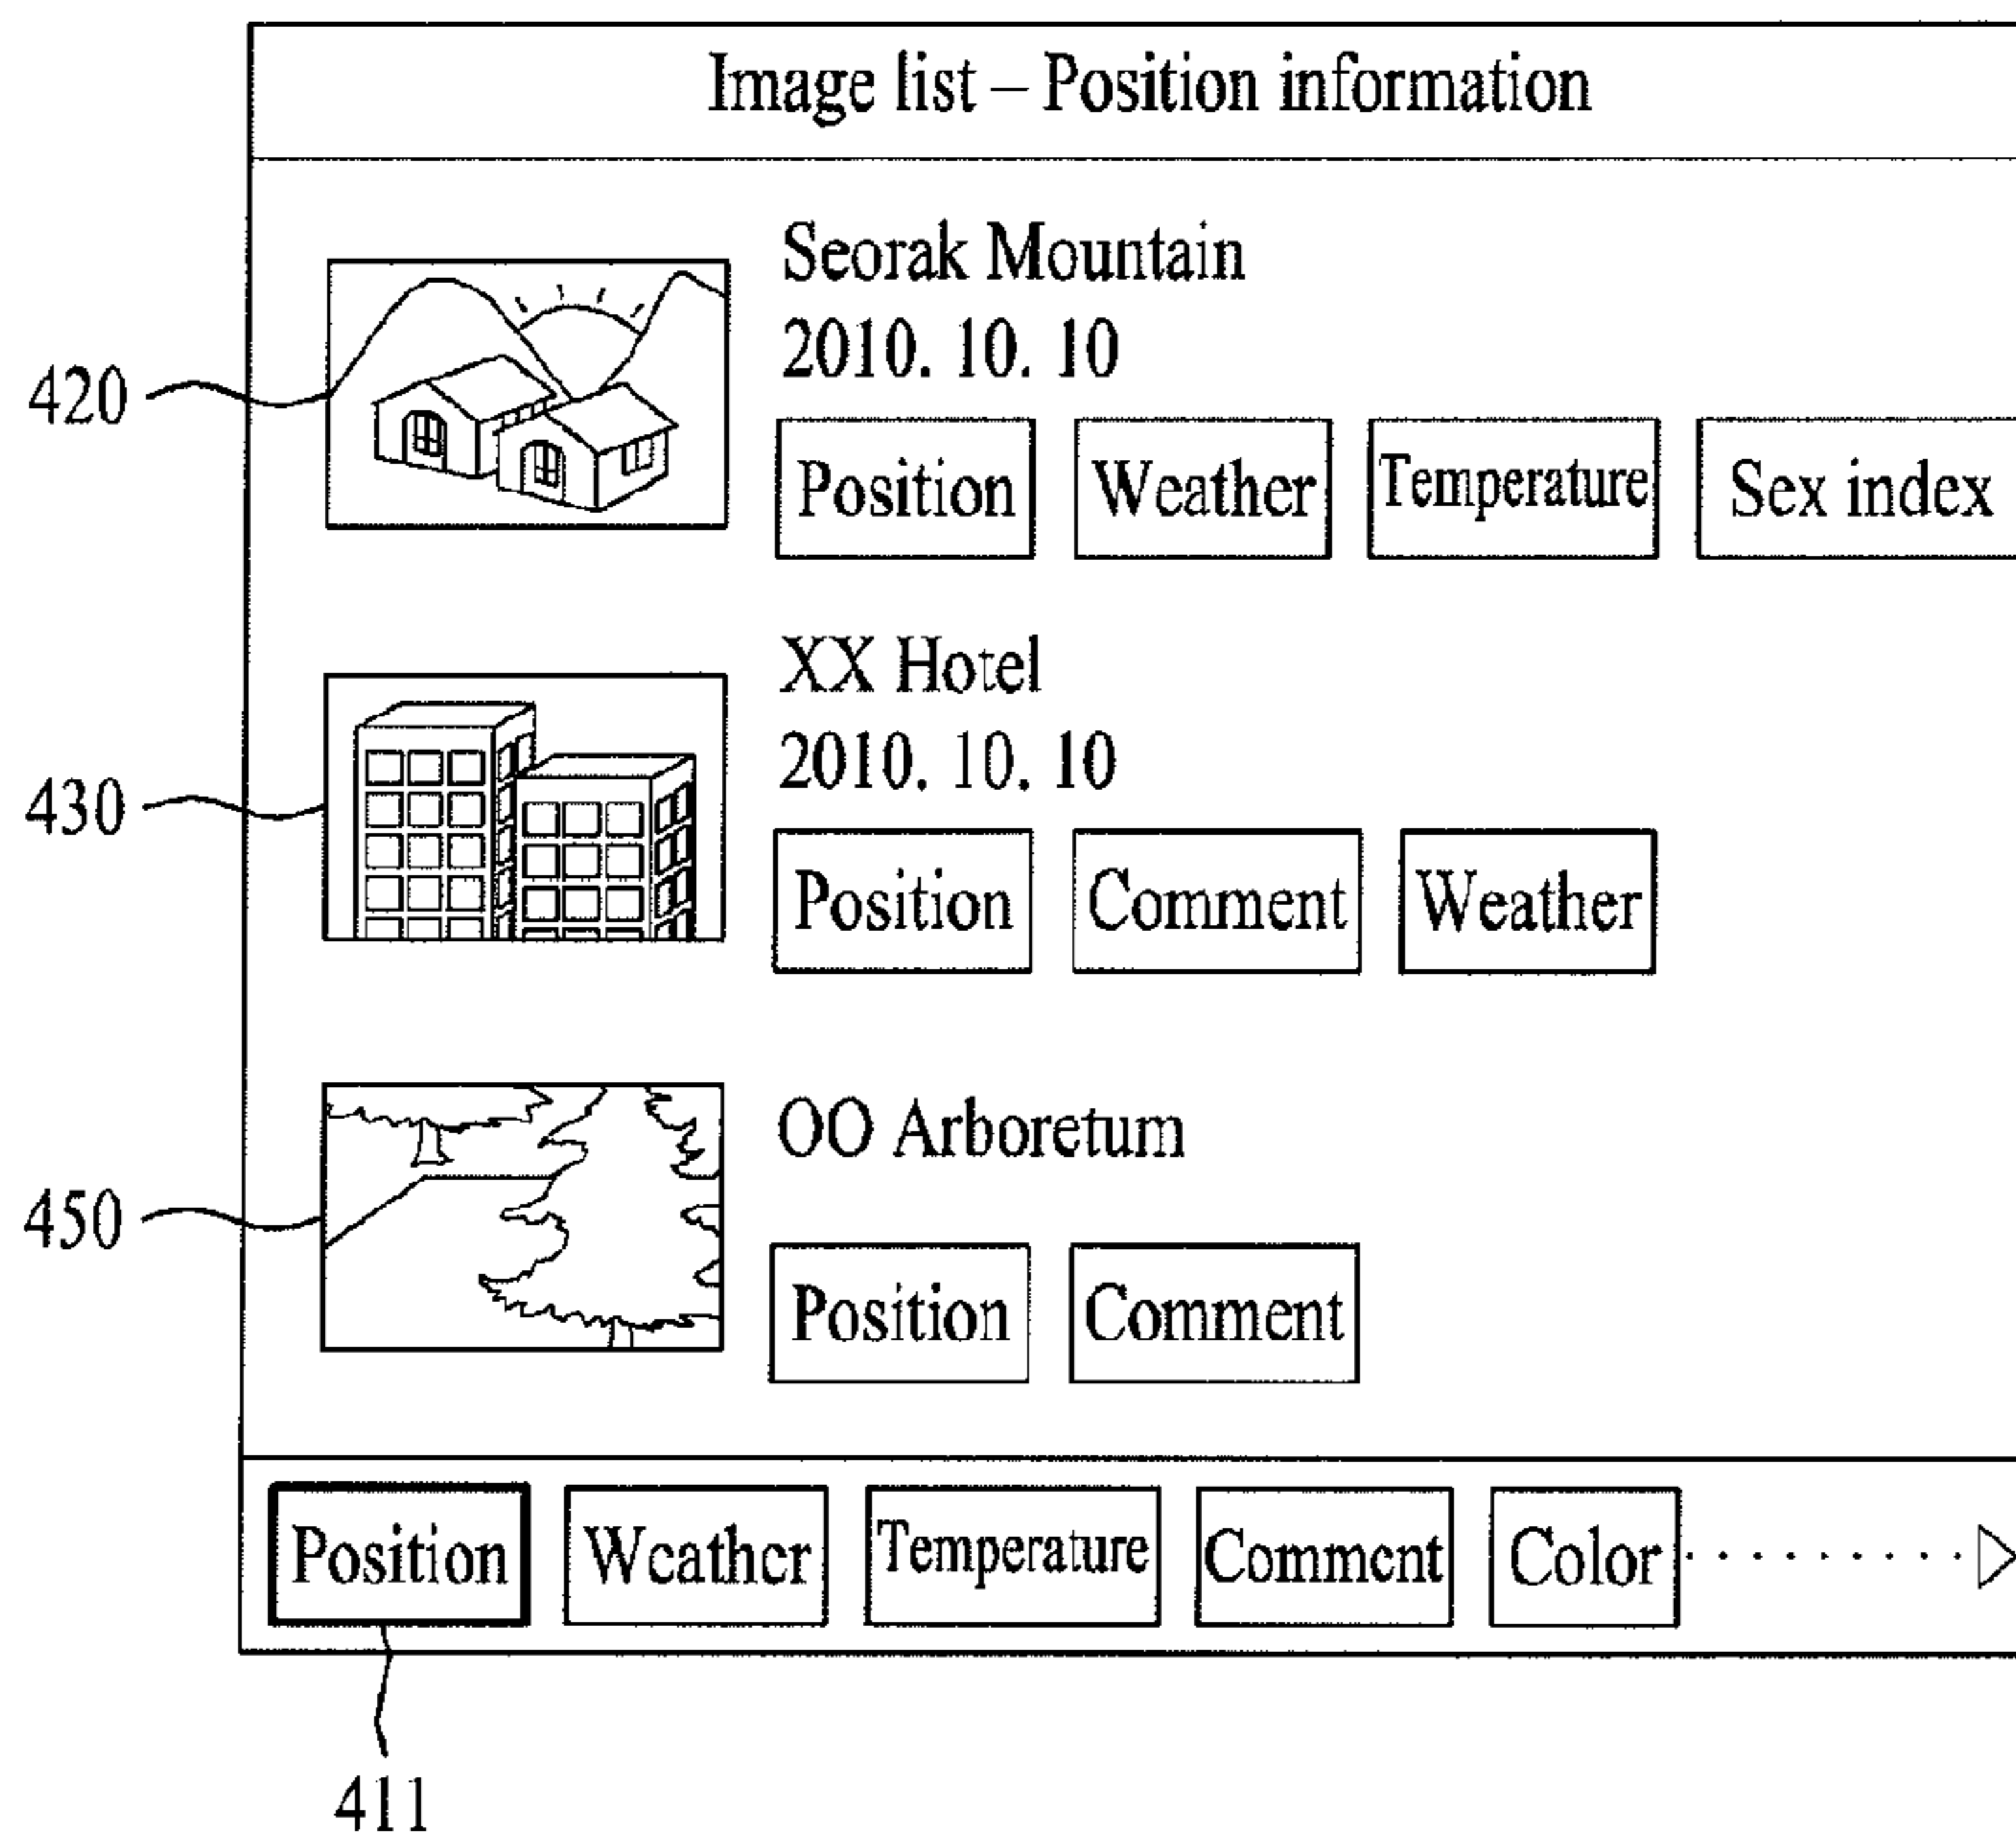 Image list – Position information
Seorak Mountain
2010. 10. 10
420
Position Weather Temperature Sex index
XX Hotel
2010. 10. 10
430
Position Comment Weather
OO Arboretum
450
Position Comment
Position Weather Temperature Comment Color
411